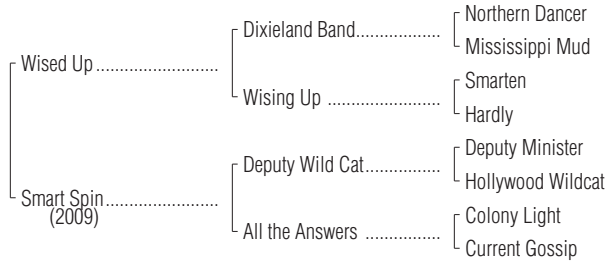 Northern Dancer
Dixieland Band....................
Mississippi Mud
Wised Up .............................
Smarten
Wising Up ...........................
Hardly
Deputy Minister
Deputy Wild Cat..................
Hollywood Wildcat
Smart Spin...........................
(2009)
Colony Light
All the Answers ..................
Current Gossip